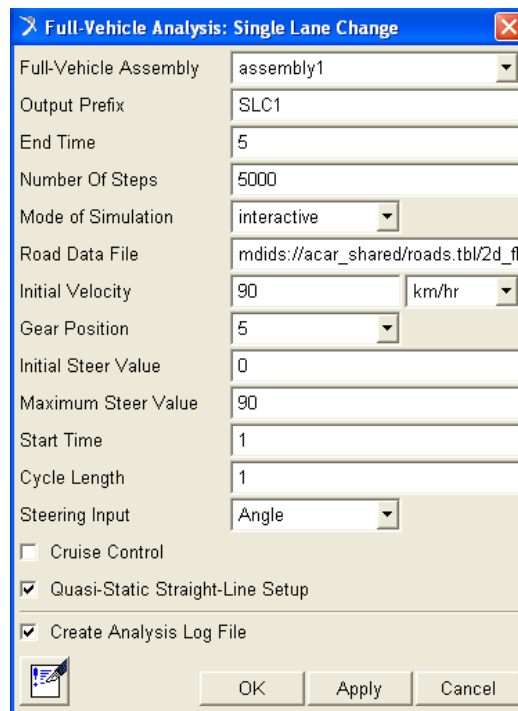 Full-Vehicle Analysis: Single Lane Change
Full-Vehicle Assembly assembly1
Output Prefix SLC1
End Time 5
Number Of Steps 5000
Mode of Simulation interactive
Road Data File mdids://acar_shared/roads.tbl/2d_fl
Initial Velocity 90 km/hr
Gear Position 5
Initial Steer Value 0
Maximum Steer Value 90
Start Time 1
Cycle Length 1
Steering Input Angle
Cruise Control
Quasi-Static Straight-Line Setup
Create Analysis Log File
OK Apply Cancel